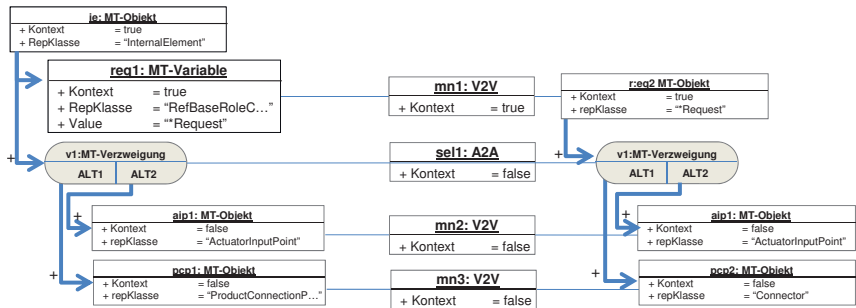 ie: MT-Objekt
+ Kontext = true
+ RepKlasse = “InternalElement”
req1: MT-Variable
+ Kontext = true
+ RepKlasse = “RefBaseRoleC…”
+ Value = “*Request”
mn1: V2V
+ Kontext = true
r:eq2 MT-Objekt
+ Kontext = true
+ repKlasse = “*Request”
+
v1:MT-Verzweigung
ALT1 ALT2
sel1: A2A
+ Kontext = false
+
v1:MT-Verzweigung
ALT1 ALT2
+
aip1: MT-Objekt
+ Kontext = false
+ repKlasse = “ActuatorInputPoint”
mn2: V2V
+ Kontext = false
+
aip1: MT-Objekt
+ Kontext = false
+ repKlasse = “ActuatorInputPoint”
+
pcp1: MT-Objekt
+ Kontext = false
+ repKlasse = “ProductConnectionP…”
mn3: V2V
+ Kontext = false
+
pcp2: MT-Objekt
+ Kontext = false
+ repKlasse = “Connector”